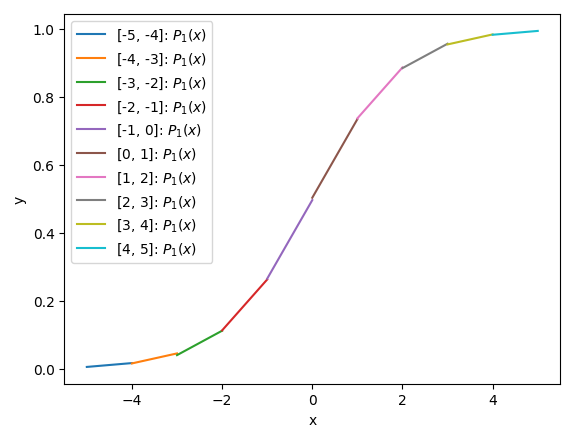 [-5, -4]: P₁(x)
[-4, -3]: P₁(x)
[-3, -2]: P₁(x)
[-2, -1]: P₁(x)
[-1, 0]: P₁(x)
[0, 1]: P₁(x)
[1, 2]: P₁(x)
[2, 3]: P₁(x)
[3, 4]: P₁(x)
[4, 5]: P₁(x)
1.0
0.8
0.6
0.4
0.2
0.0
y
−4 −2 0 2 4
x